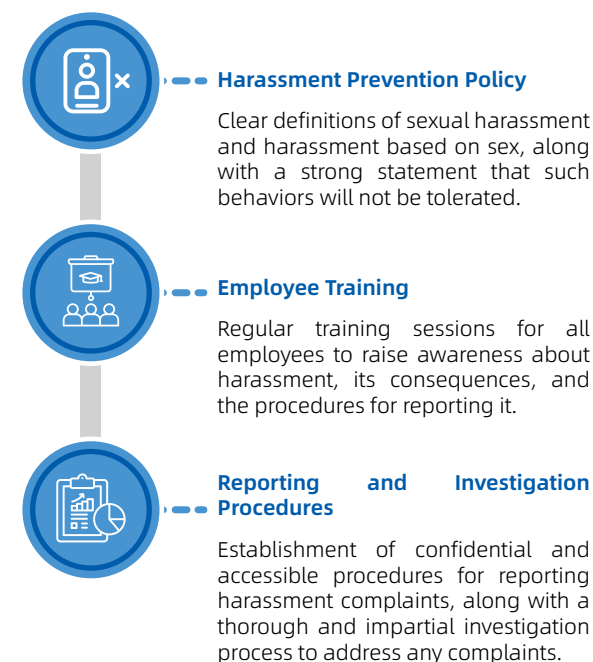 Harassment Prevention Policy
Clear definitions of sexual harassment
and harassment based on sex, along
with a strong statement that such
behaviors will not be tolerated.
Employee Training
Regular training sessions for all
employees to raise awareness about
harassment, its consequences, and
the procedures for reporting it.
Reporting and Investigation
Procedures
Establishment of confidential and
accessible procedures for reporting
harassment complaints, along with a
thorough and impartial investigation
process to address any complaints.